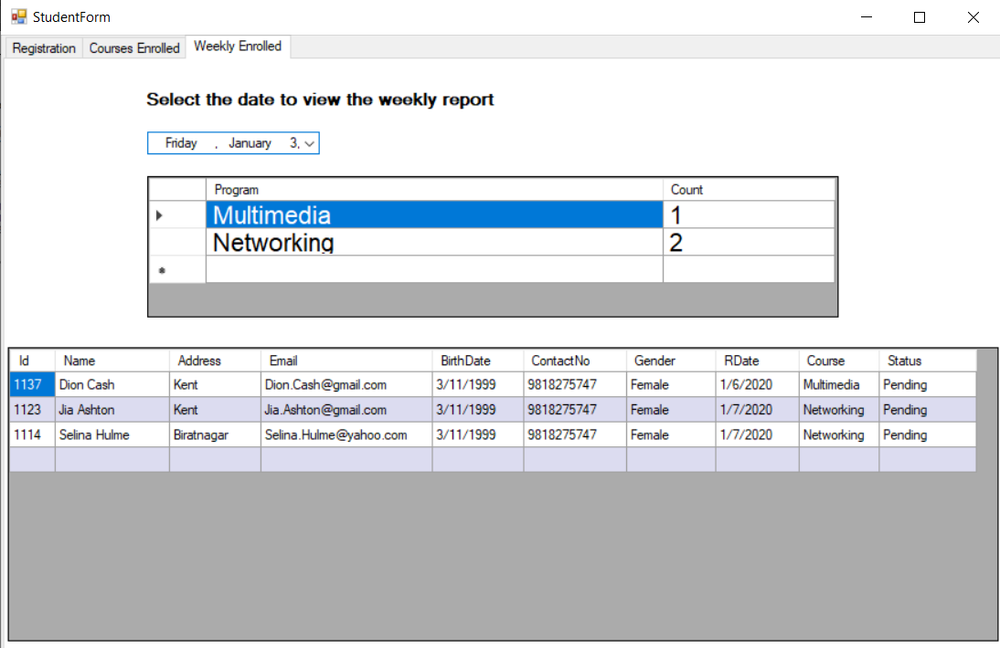 StudentForm
Registration Courses Enrolled Weekly Enrolled
Select the date to view the weekly report
Friday , January 3,
Program Count
Multimedia 1
Networking 2
Id Name Address Email BirthDate ContactNo Gender RDate Course Status
1137 Dion Cash Kent Dion.Cash@gmail.com 3/11/1999 9818275747 Female 1/6/2020 Multimedia Pending
1123 Jia Ashton Kent Jia.Ashton@gmail.com 3/11/1999 9818275747 Female 1/7/2020 Networking Pending
1114 Selina Hulme Biratnagar Selina.Hulme@yahoo.com 3/11/1999 9818275747 Female 1/7/2020 Networking Pending